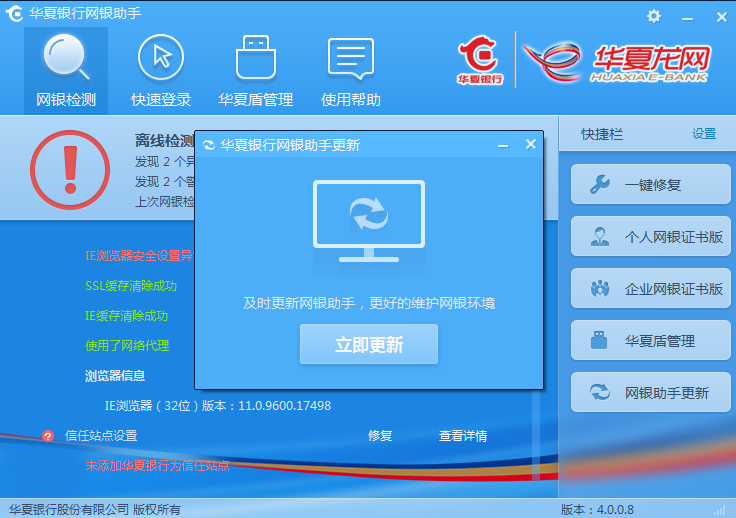 华夏银行网银助手
网银检测
快速登录
华夏盾管理
使用帮助
华夏银行
华夏龙网
HUAXIA E-BANK
离线检测
发现 2 个异
发现 2 个警
上次网银检
快捷栏
设置
一键修复
个人网银证书版
企业网银证书版
华夏盾管理
网银助手更新
华夏银行网银助手更新
及时更新网银助手，更好的维护网银环境
立即更新
IE浏览器安全设置异
SSL缓存清除成功
IE缓存清除成功
使用了网络代理
浏览器信息
IE浏览器（32位）版本：11.0.9600.17498
信任站点设置
修复
查看详情
未添加华夏银行为信任站点
华夏银行股份有限公司 版权所有
版本：4.0.0.8